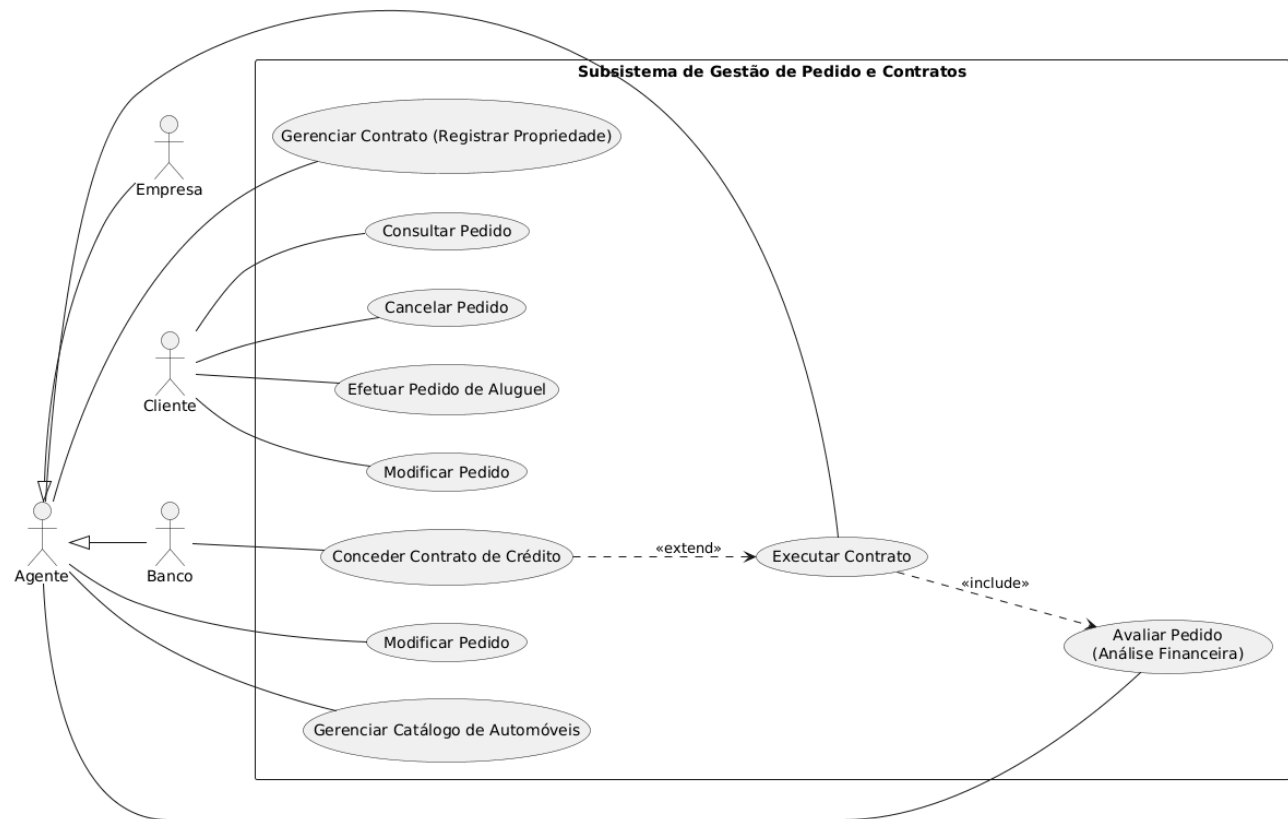 Subsistema de Gestão de Pedido e Contratos
Empresa
Gerenciar Contrato (Registrar Propriedade)
Consultar Pedido
Cancelar Pedido
Cliente
Efetuar Pedido de Aluguel
Modificar Pedido
Agente
Banco
Conceder Contrato de Crédito
«extend»
Executar Contrato
«include»
Modificar Pedido
Avaliar Pedido
(Análise Financeira)
Gerenciar Catálogo de Automóveis